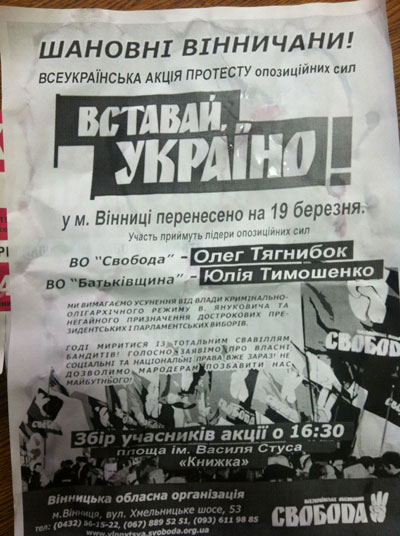 ШАНОВНІ ВІННИЧАНИ!
ВСЕУКРАЇНСЬКА АКЦІЯ ПРОТЕСТУ опозиційних сил
ВСТАВАЙ,
УКРАЇНО!
у м. Вінниці перенесено на 19 березня.
Участь приймуть лідери опозиційних сил
ВО "Свобода" - Олег Тягнибок
ВО "Батьківщина" - Юлія Тимошенко
МИ ВИМАГАЄМО УСУНЕННЯ ВІД ВЛАДИ КРИМІНАЛЬНО-
ОЛІГАРХІЧНОГО РЕЖИМУ В. ЯНУКОВИЧА ТА
НЕГАЙНОГО ПРИЗНАЧЕННЯ ДОСТРОКОВИХ ПРЕ-
ЗИДЕНТСЬКИХ І ПАРЛАМЕНТСЬКИХ ВИБОРІВ.
ГОДІ МИРИТИСЯ ІЗ ТОТАЛЬНИМ СВАВІЛЛЯМ
БАНДИТІВ! ГОЛОСНО ЗАЯВІМО ПРО ВЛАСНІ
СОЦІАЛЬНІ ТА НАЦІОНАЛЬНІ ПРАВА ВЖЕ ЗАРАЗ! НЕ
ДОЗВОЛИМО МАРОДЕРАМ ПОЗБАВИТИ НАС
МАЙБУТНЬОГО!
СВОБОДА
Збір учасників акції о 16:30
площа ім. Василя Стуса
«Книжка»
Вінницька обласна організація
м.Вінниця, вул. Хмельницьке шосе, 53
тел: (0432) 56-15-22, (067) 889 52 51, (093) 611 98 85
www.vinnytsya.svoboda.org.ua
СВОБОДА